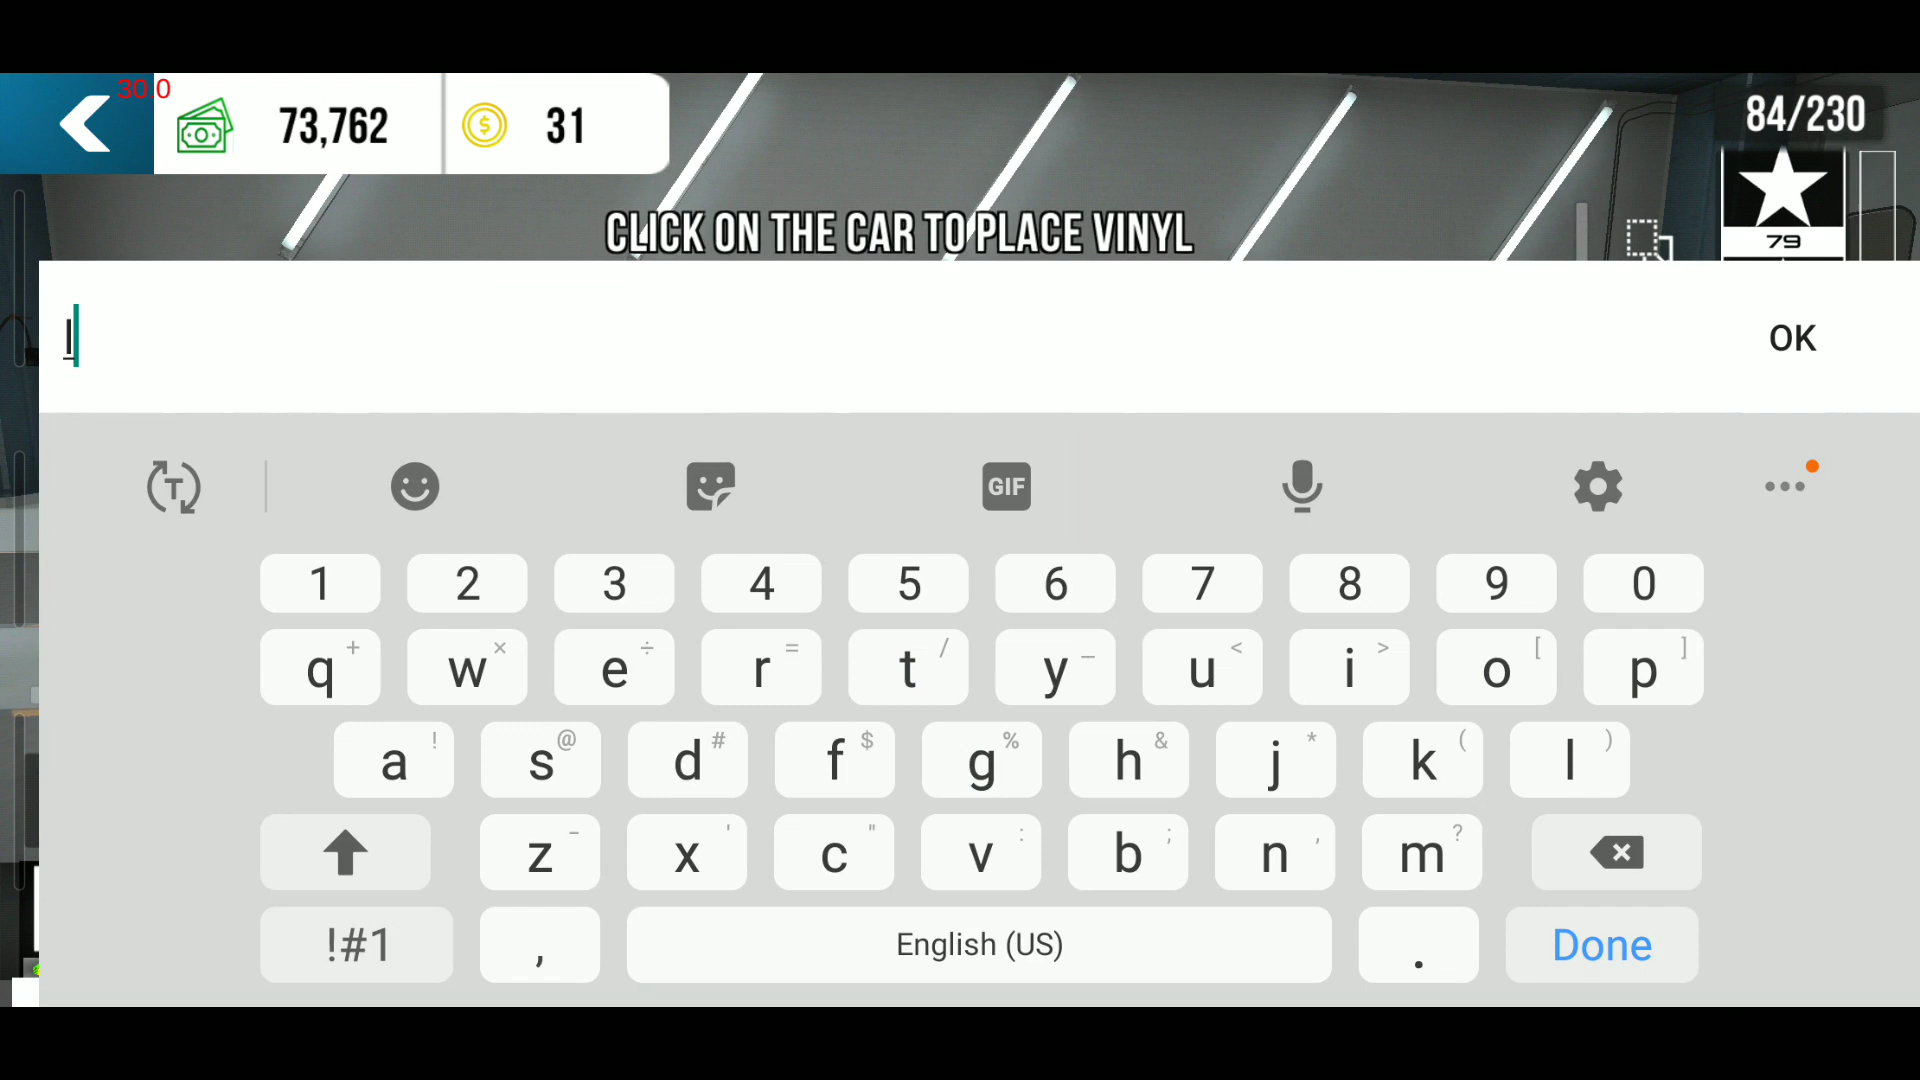 30.0
73,762
31
84/230
79
CLICK ON THE CAR TO PLACE VINYL
l
OK
T
GIF
1 2 3 4 5 6 7 8 9 0
q + w × e ÷ r = t / y _ u < i > o [ p ]
a ! s @ d # f $ g % h & j * k ( l )
z - x ' c " v : b ; n , m ?
!#1 , English (US) . Done